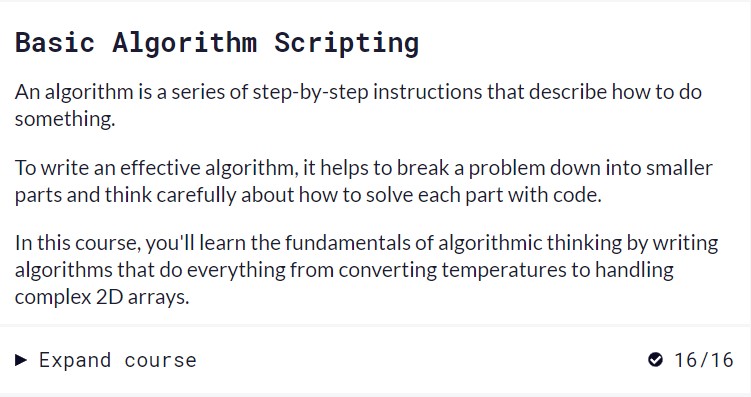 Basic Algorithm Scripting
An algorithm is a series of step-by-step instructions that describe how to do
something.
To write an effective algorithm, it helps to break a problem down into smaller
parts and think carefully about how to solve each part with code.
In this course, you'll learn the fundamentals of algorithmic thinking by writing
algorithms that do everything from converting temperatures to handling
complex 2D arrays.
Expand course 16/16